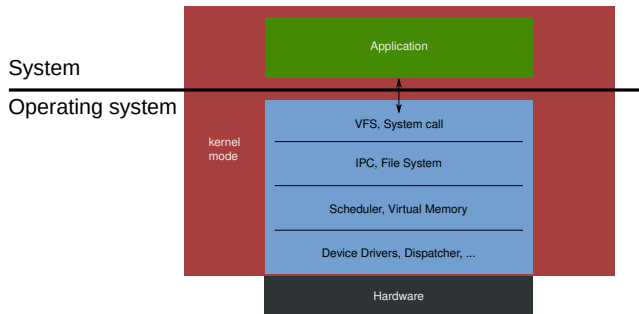 Application
System
Operating system
VFS, System call
kernel
mode
IPC, File System
Scheduler, Virtual Memory
Device Drivers, Dispatcher, ...
Hardware